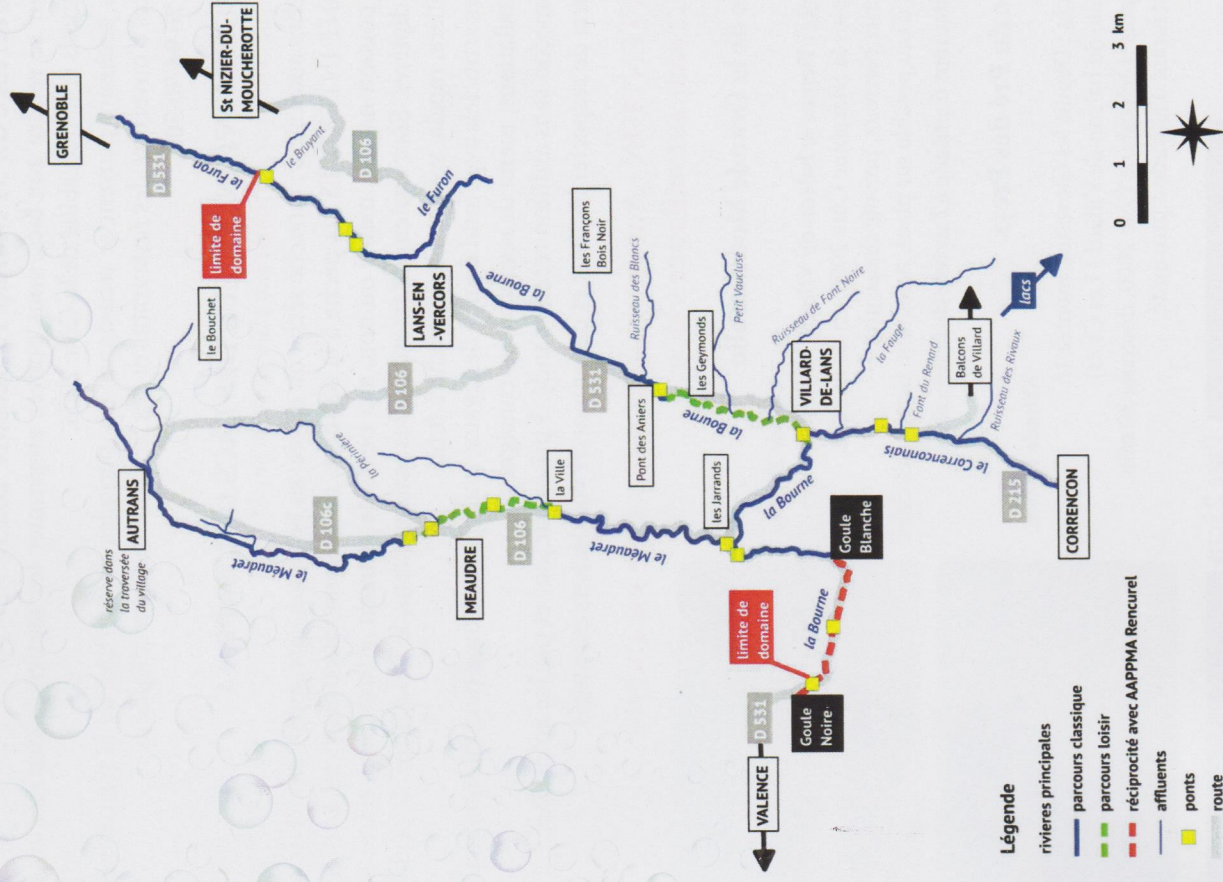 GRENOBLE
St NIZIER-DU-
MOUCHEROTTE
D 531
le Furon
le Bruyant
D 106
limite de
domaine
le Furon
le Bouchet
LANS-EN
-VERCORS
la Bourne
les Françons
Bois Noir
Ruisseau des Blancs
Petit Vaucluse
Ruisseau de Font Noire
la Fauge
D 106
D 531
Pont des Aniers
les Geymonds
la Bourne
VILLARD-
DE-LANS
Font du Renard
Balcons
de Villard
Ruisseau des Rivaux
lacs
le Correnconnais
D 215
CORRENCON
AUTRANS
réserve dans
la traversée
du village
D 106c
la Périnière
le Méaudret
MEAUDRE
D 106
la Ville
le Méaudret
les Jarrands
la Bourne
Goule
Blanche
la Bourne
limite de
domaine
D 531
Goule
Noire
VALENCE
0 1 2 3 km
Légende
rivieres principales
parcours classique
parcours loisir
réciprocité avec AAPPMA Rencurel
affluents
ponts
route